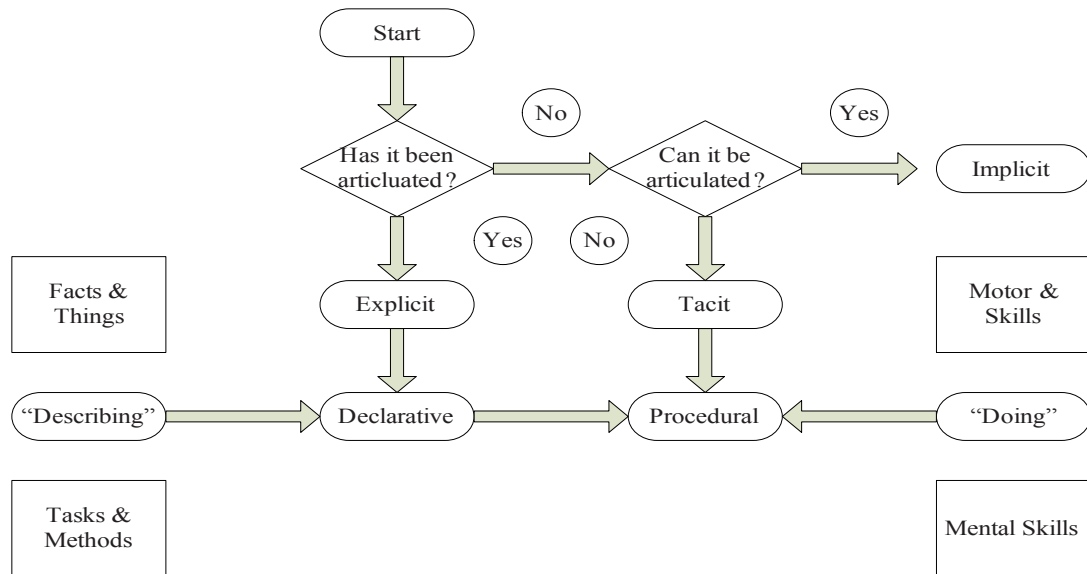 Start
No
Yes
Has it been
articluated?
Can it be
articulated?
Implicit
Yes
No
Facts &
Things
Explicit
Tacit
Motor &
Skills
“Describing”
Declarative
Procedural
“Doing”
Tasks &
Methods
Mental Skills